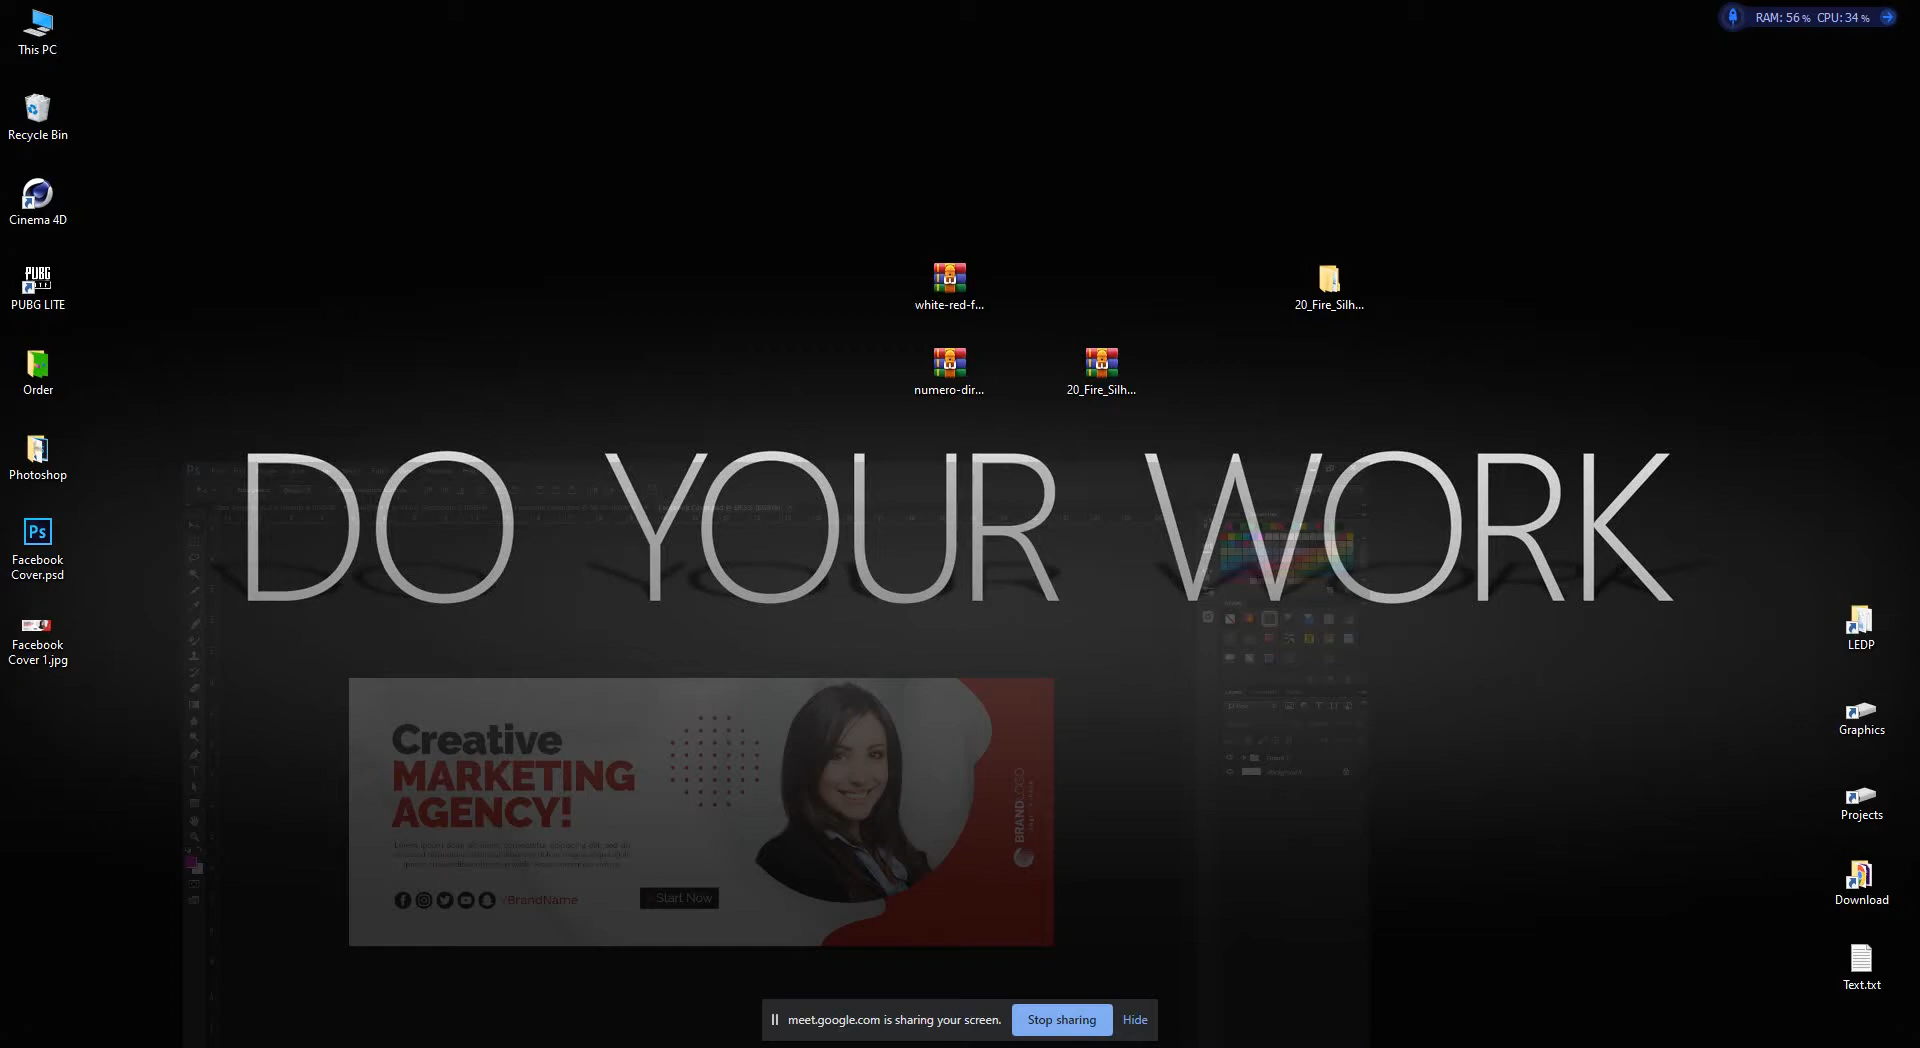 This PC
RAM: 56 % CPU: 34 %
Recycle Bin
Cinema 4D
PUBG
PUBG LITE
white-red-f...
20_Fire_Silh...
Order
numero-dir...
20_Fire_Silh...
Photoshop
DO YOUR WORK
Ps
Facebook
Cover.psd
Facebook
Cover 1.jpg
LEDP
Graphics
Projects
Download
Text.txt
Creative
MARKETING
AGENCY!
BRANDLOGO
/BrandName
Start Now
meet.google.com is sharing your screen.
Stop sharing
Hide